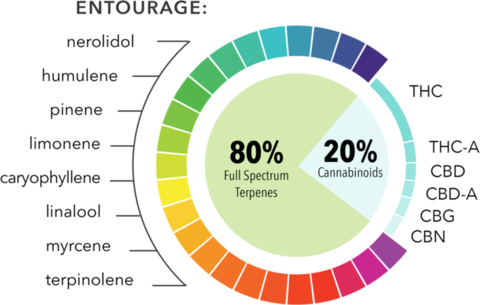 ENTOURAGE:
nerolidol
humulene
pinene
limonene
caryophyllene
linalool
myrcene
terpinolene
80%
Full Spectrum
Terpenes
20%
Cannabinoids
THC
THC-A
CBD
CBD-A
CBG
CBN